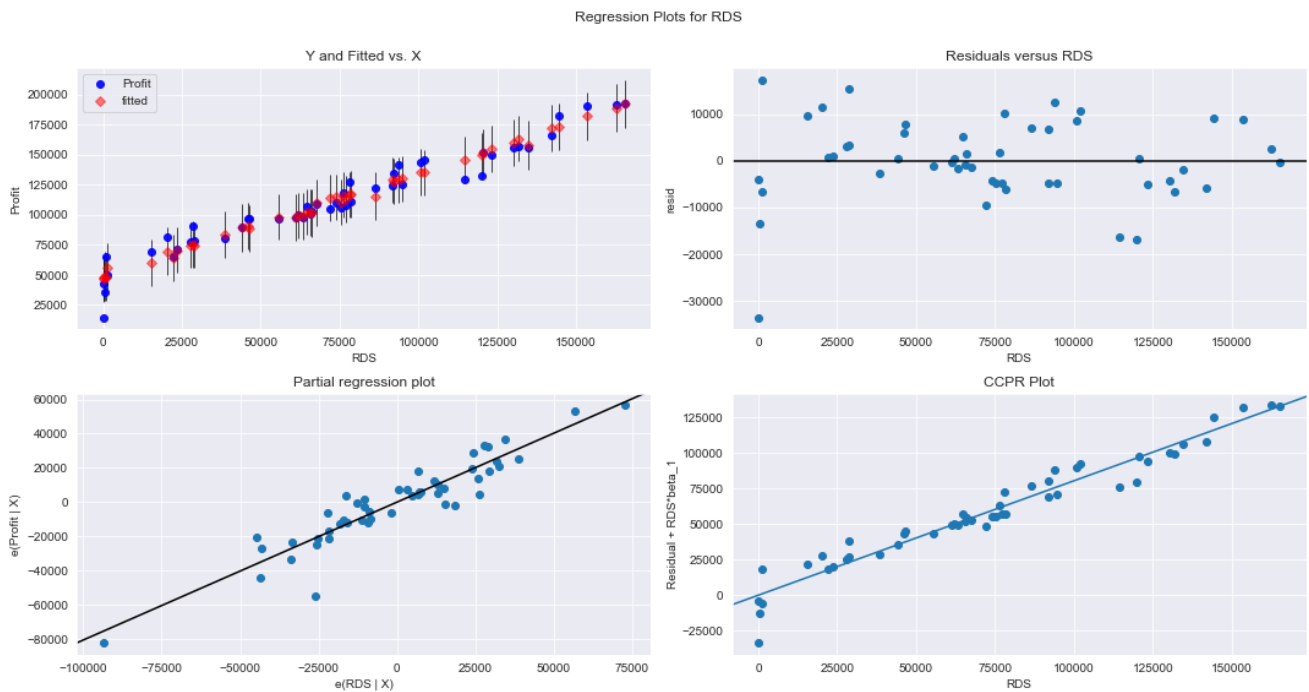 Regression Plots for RDS
Y and Fitted vs. X
Profit
fitted
200000
175000
150000
125000
100000
75000
50000
25000
Profit
0 25000 50000 75000 100000 125000 150000
RDS
Residuals versus RDS
10000
0
−10000
−20000
−30000
resid
0 25000 50000 75000 100000 125000 150000
RDS
Partial regression plot
60000
40000
20000
0
−20000
−40000
−60000
−80000
e(Profit | X)
−100000 −75000 −50000 −25000 0 25000 50000 75000
e(RDS | X)
CCPR Plot
125000
100000
75000
50000
25000
0
−25000
Residual + RDS*beta_1
0 25000 50000 75000 100000 125000 150000
RDS